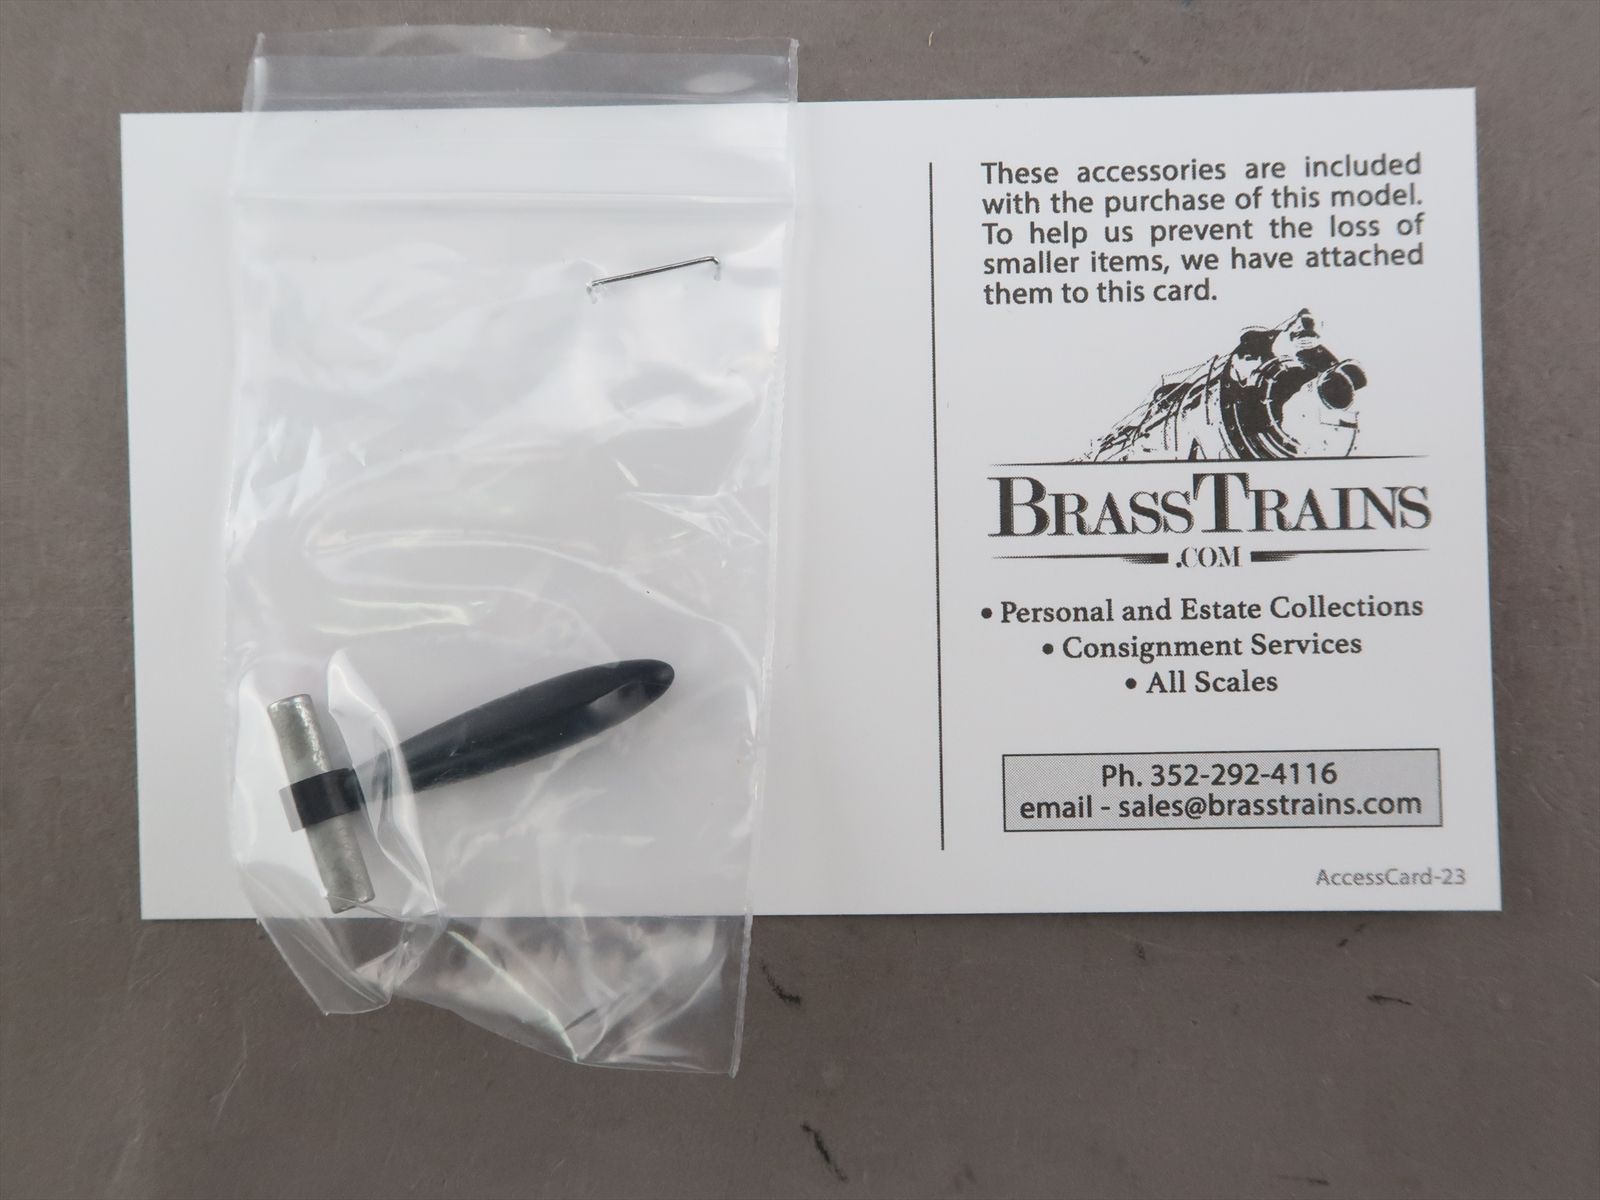 These accessories are included
with the purchase of this model.
To help us prevent the loss of
smaller items, we have attached
them to this card.
BRASSTRAINS
.COM
• Personal and Estate Collections
• Consignment Services
• All Scales
Ph. 352-292-4116
email - sales@brasstrains.com
AccessCard-23